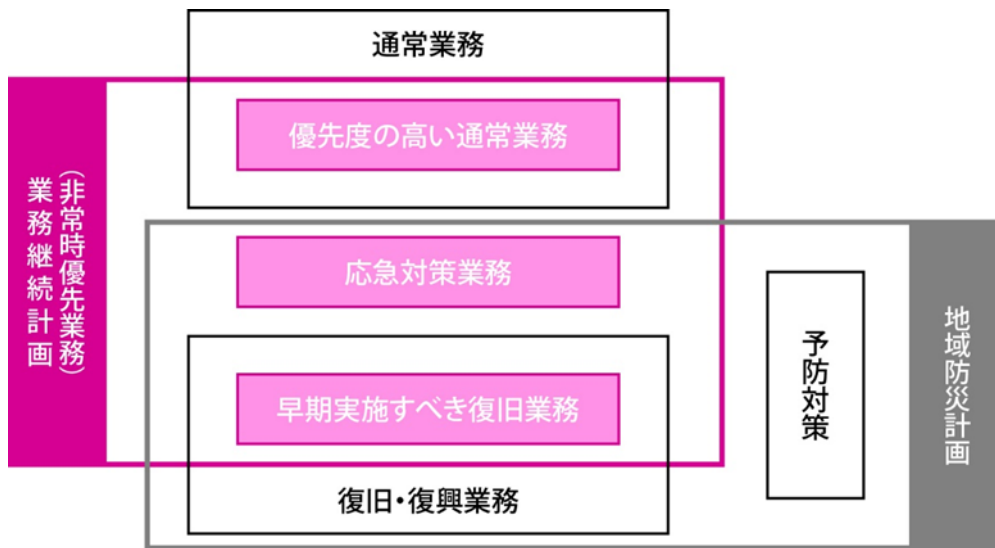 通常業務
優先度の高い通常業務
業務継続計画
(非常時優先業務)
応急対策業務
早期実施すべき復旧業務
復旧・復興業務
予防対策
地域防災計画